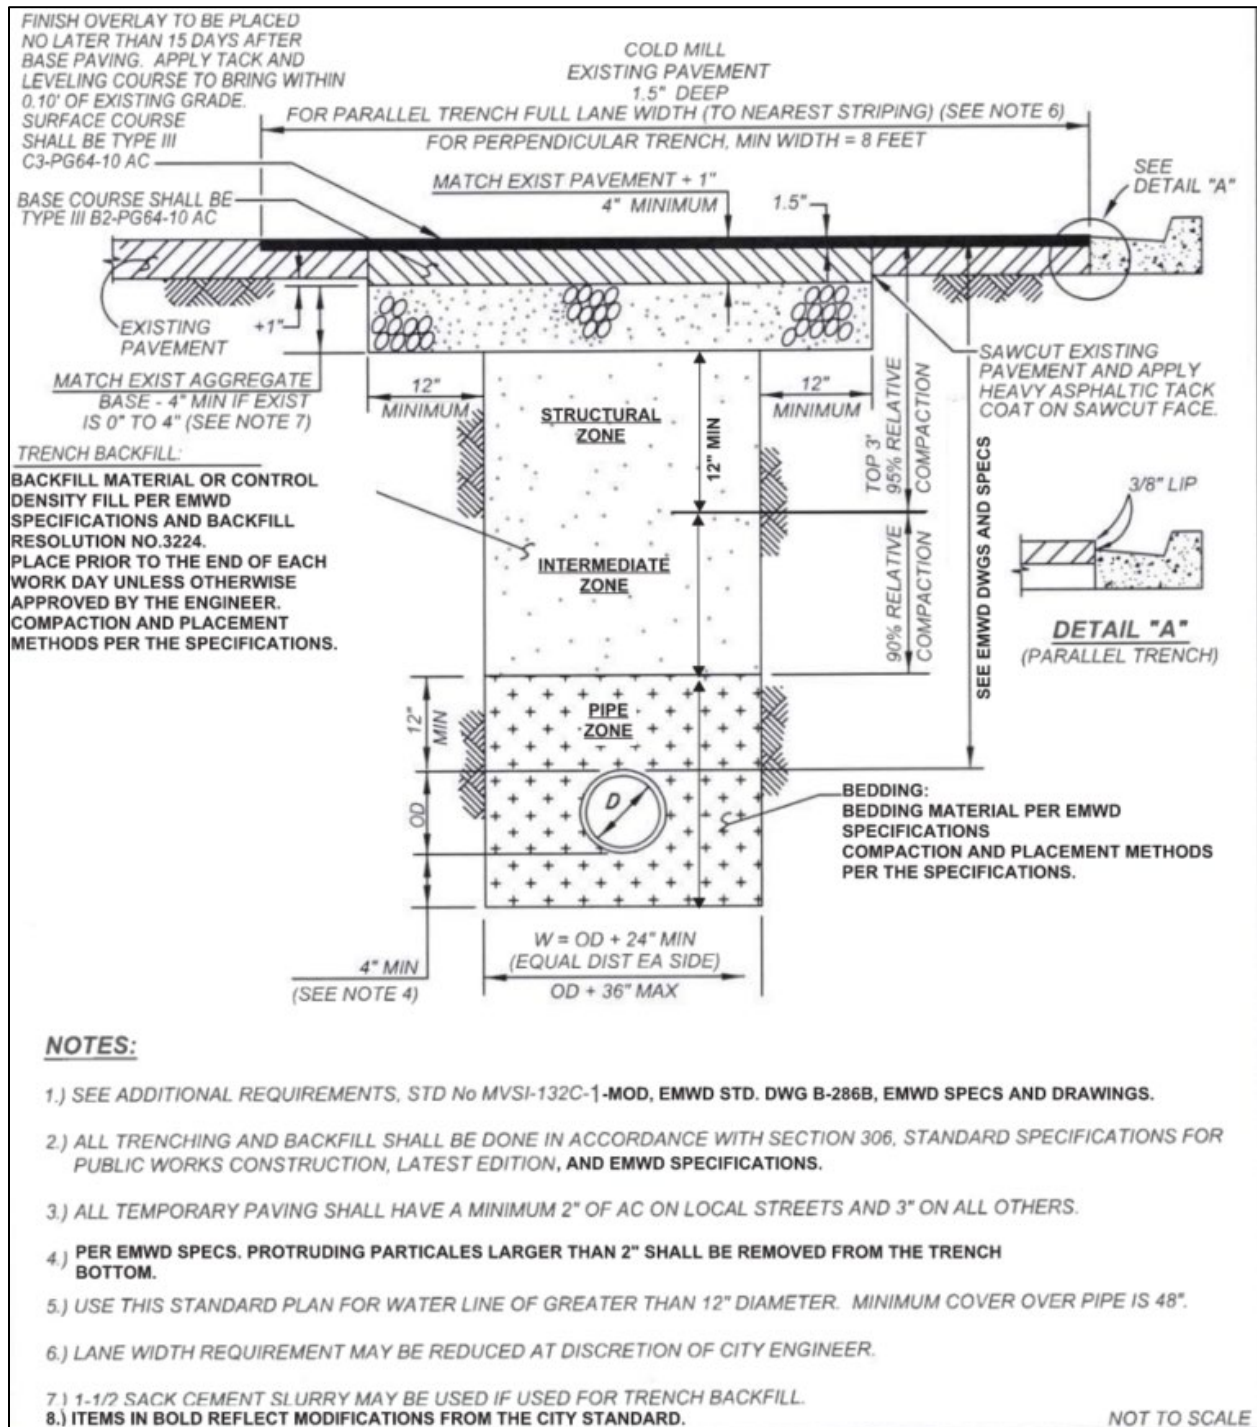 FINISH OVERLAY TO BE PLACED
NO LATER THAN 15 DAYS AFTER
BASE PAVING. APPLY TACK AND
LEVELING COURSE TO BRING WITHIN
0.10' OF EXISTING GRADE.
SURFACE COURSE
SHALL BE TYPE III
C3-PG64-10 AC
BASE COURSE SHALL BE
TYPE III B2-PG64-10 AC
COLD MILL
EXISTING PAVEMENT
1.5" DEEP
FOR PARALLEL TRENCH FULL LANE WIDTH (TO NEAREST STRIPING) (SEE NOTE 6)
FOR PERPENDICULAR TRENCH, MIN WIDTH = 8 FEET
MATCH EXIST PAVEMENT + 1"
4" MINIMUM
1.5"
SEE
DETAIL "A"
EXISTING
PAVEMENT
+1"
MATCH EXIST AGGREGATE
BASE - 4" MIN IF EXIST
IS 0" TO 4" (SEE NOTE 7)
12"
MINIMUM
12"
MINIMUM
SAWCUT EXISTING
PAVEMENT AND APPLY
HEAVY ASPHALTIC TACK
COAT ON SAWCUT FACE.
TRENCH BACKFILL:
BACKFILL MATERIAL OR CONTROL
DENSITY FILL PER EMWD
SPECIFICATIONS AND BACKFILL
RESOLUTION NO.3224.
PLACE PRIOR TO THE END OF EACH
WORK DAY UNLESS OTHERWISE
APPROVED BY THE ENGINEER.
COMPACTION AND PLACEMENT
METHODS PER THE SPECIFICATIONS.
STRUCTURAL
ZONE
12" MIN
TOP 3'
95% RELATIVE
COMPACTION
INTERMEDIATE
ZONE
90% RELATIVE
COMPACTION
SEE EMWD DWGS AND SPECS
3/8" LIP
DETAIL "A"
(PARALLEL TRENCH)
12"
MIN
PIPE
ZONE
OD
D
BEDDING:
BEDDING MATERIAL PER EMWD
SPECIFICATIONS
COMPACTION AND PLACEMENT METHODS
PER THE SPECIFICATIONS.
4" MIN
(SEE NOTE 4)
W = OD + 24" MIN
(EQUAL DIST EA SIDE)
OD + 36" MAX
NOTES:
1.) SEE ADDITIONAL REQUIREMENTS, STD No MVSI-132C-1-MOD, EMWD STD. DWG B-286B, EMWD SPECS AND DRAWINGS.
2.) ALL TRENCHING AND BACKFILL SHALL BE DONE IN ACCORDANCE WITH SECTION 306, STANDARD SPECIFICATIONS FOR
PUBLIC WORKS CONSTRUCTION, LATEST EDITION, AND EMWD SPECIFICATIONS.
3.) ALL TEMPORARY PAVING SHALL HAVE A MINIMUM 2" OF AC ON LOCAL STREETS AND 3" ON ALL OTHERS.
4.) PER EMWD SPECS. PROTRUDING PARTICALES LARGER THAN 2" SHALL BE REMOVED FROM THE TRENCH
BOTTOM.
5.) USE THIS STANDARD PLAN FOR WATER LINE OF GREATER THAN 12" DIAMETER. MINIMUM COVER OVER PIPE IS 48".
6.) LANE WIDTH REQUIREMENT MAY BE REDUCED AT DISCRETION OF CITY ENGINEER.
7.) 1-1/2 SACK CEMENT SLURRY MAY BE USED IF USED FOR TRENCH BACKFILL.
8.) ITEMS IN BOLD REFLECT MODIFICATIONS FROM THE CITY STANDARD.
NOT TO SCALE